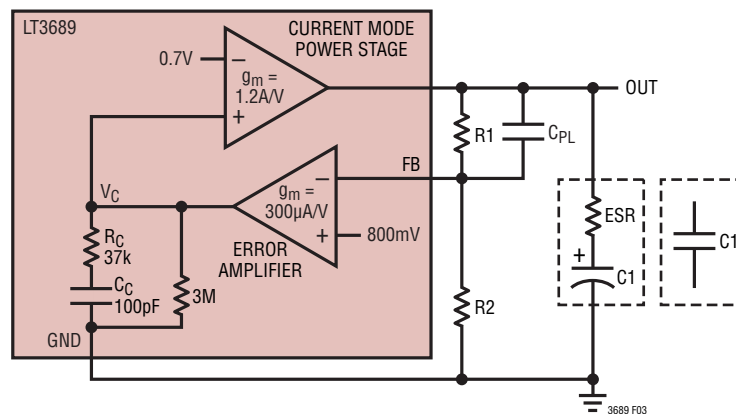 LT3689
CURRENT MODE
POWER STAGE
0.7V
−
gm =
1.2A/V
+
OUT
R1
CPL
FB
−
gm =
300µA/V
+
800mV
ERROR
AMPLIFIER
VC
RC
37k
CC
100pF
3M
GND
R2
ESR
+
C1
C1
3689 F03